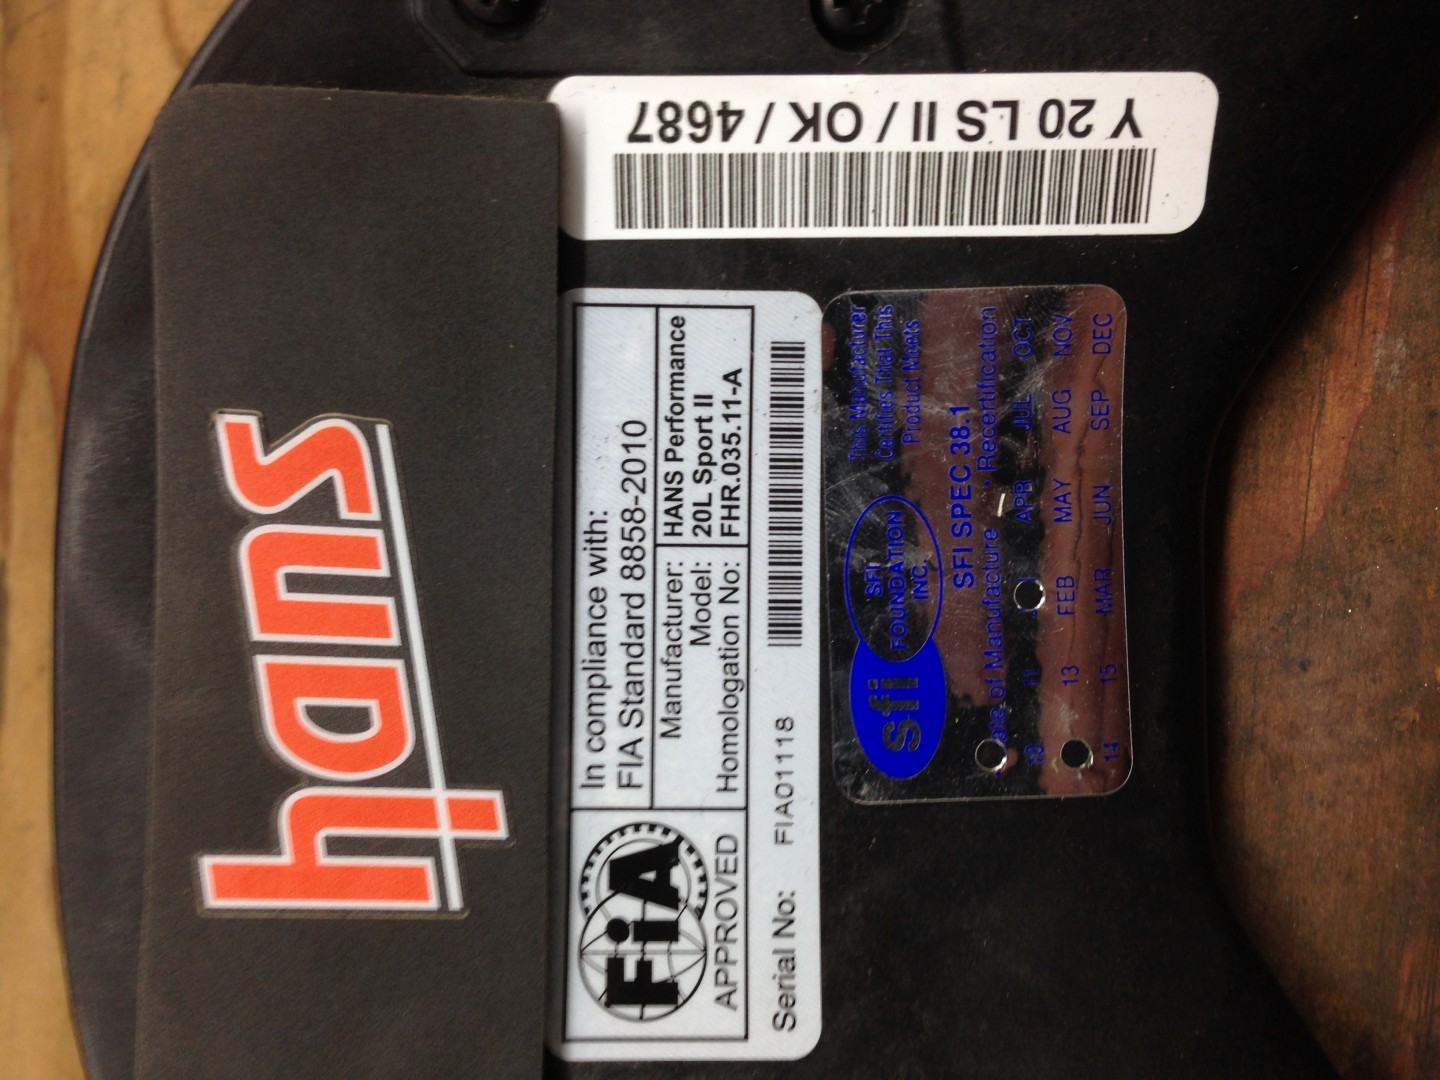 hans
Y 20 LS II / OK / 4687
FiA
APPROVED
In compliance with:
FIA Standard 8858-2010
Manufacturer: HANS Performance
Model: 20L Sport II
Homologation No: FHR.035.11-A
Serial No: FIA01118
sfi
SFI
FOUNDATION
INC.
This Manufacturer
Certifies That This
Product Meets
SFI SPEC 38.1
of Manufacture Recertification
10 11 APR JUL OCT
13 FEB MAY AUG NOV
14 15 MAR JUN SEP DEC